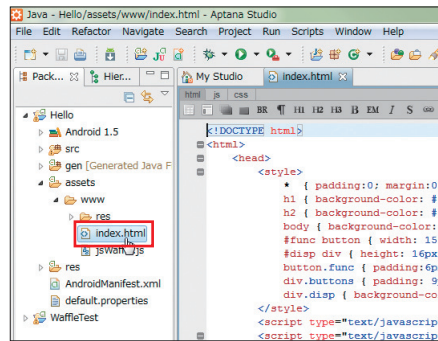 Java - Hello/assets/www/index.html - Aptana Studio
File Edit Refactor Navigate Search Project Run Scripts Window Help
Pack... Hier...
My Studio index.html
html js css
BR ¶ H1 H2 H3 B EM I S
Hello
Android 1.5
src
gen [Generated Java F
assets
www
res
index.html
jsWaff js
res
AndroidManifest.xml
default.properties
WaffleTest
<!DOCTYPE html>
<html>
<head>
<style>
* { padding:0; margin:0
h1 { background-color: #
h2 { background-color: #
body { background-color:
#func button { width: 15
#disp div { height: 16px
button.func { padding:6p
div.buttons { padding: 9
div.disp { background-co
</style>
<script type="text/javascrip
<script type="text/javascrip